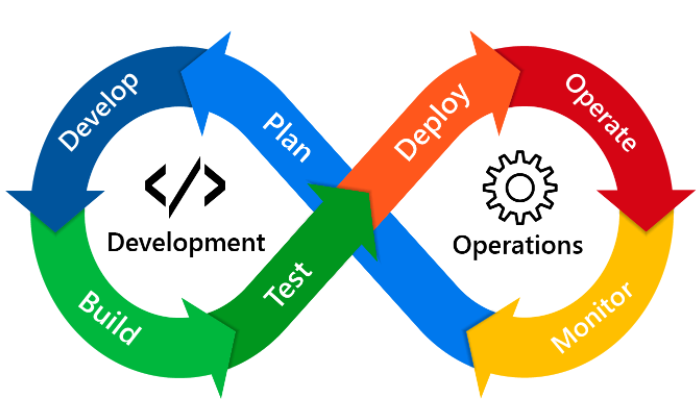 Plan
Develop
Build
Test
Deploy
Operate
Monitor
</>
Development
Operations